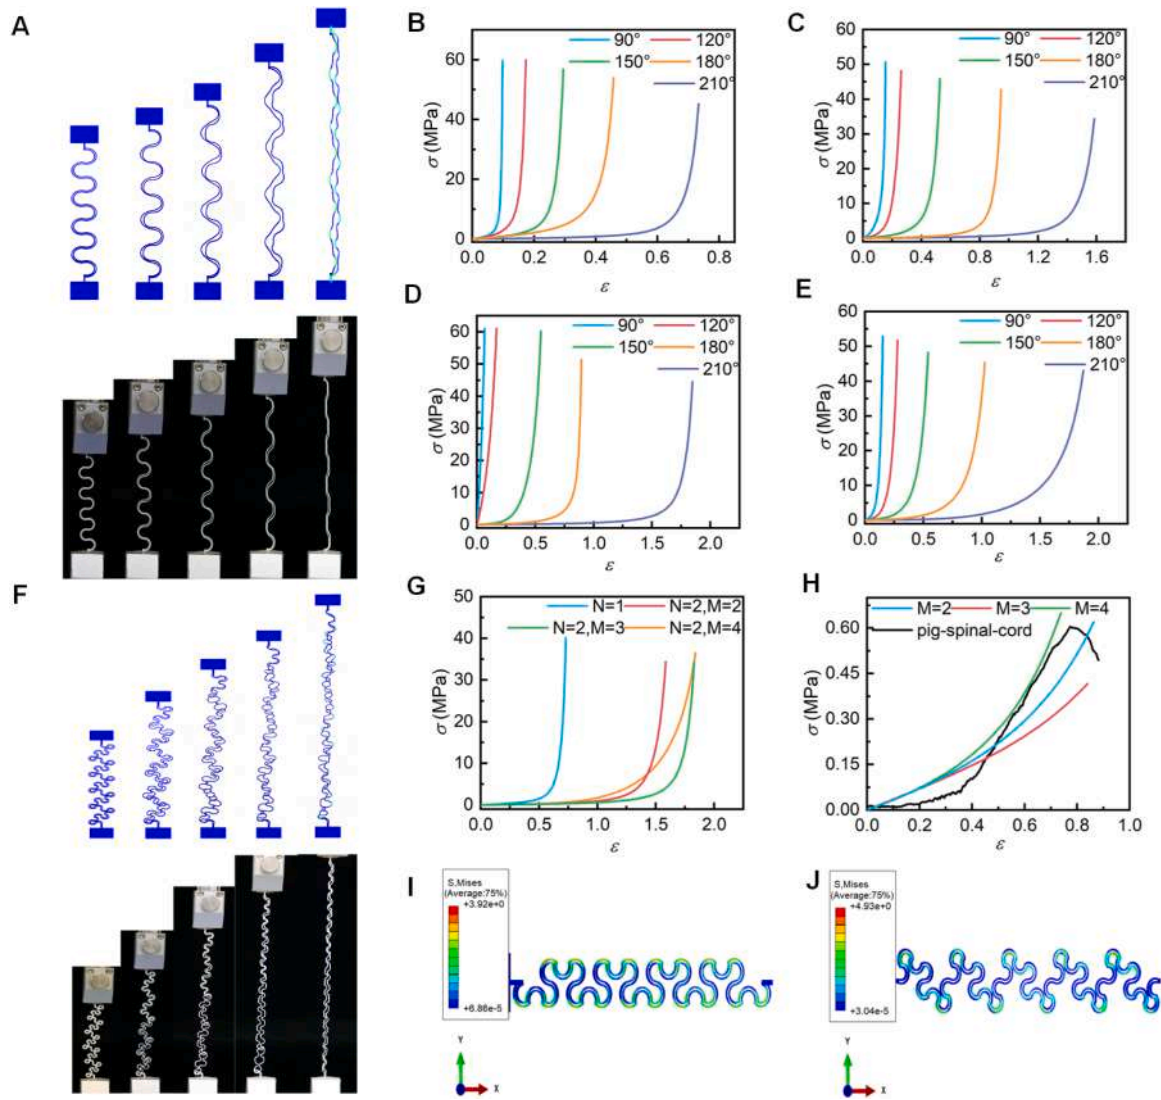 A
B
90° 120°
150° 180°
210°
σ (MPa)
60
40
20
0
0.0 0.2 0.4 0.6 0.8
ε
C
90° 120°
150° 180°
210°
σ (MPa)
60
50
40
30
20
10
0
0.0 0.4 0.8 1.2 1.6
ε
D
90° 120°
150° 180°
210°
σ (MPa)
60
50
40
30
20
10
0
0.0 0.5 1.0 1.5 2.0
ε
E
90° 120°
150° 180°
210°
σ (MPa)
60
50
40
30
20
10
0
0.0 0.5 1.0 1.5 2.0
ε
F
G
N=1 N=2,M=2
N=2,M=3 N=2,M=4
σ (MPa)
50
40
30
20
10
0
0.0 0.5 1.0 1.5 2.0
ε
H
M=2 M=3 M=4
pig-spinal-cord
σ (MPa)
0.60
0.45
0.30
0.15
0.00
0.0 0.2 0.4 0.6 0.8 1.0
ε
I
S,Mises
(Average:75%)
+3.92e+0
+6.86e-5
Y
X
J
S,Mises
(Average:75%)
+4.93e+0
+3.04e-5
Y
X